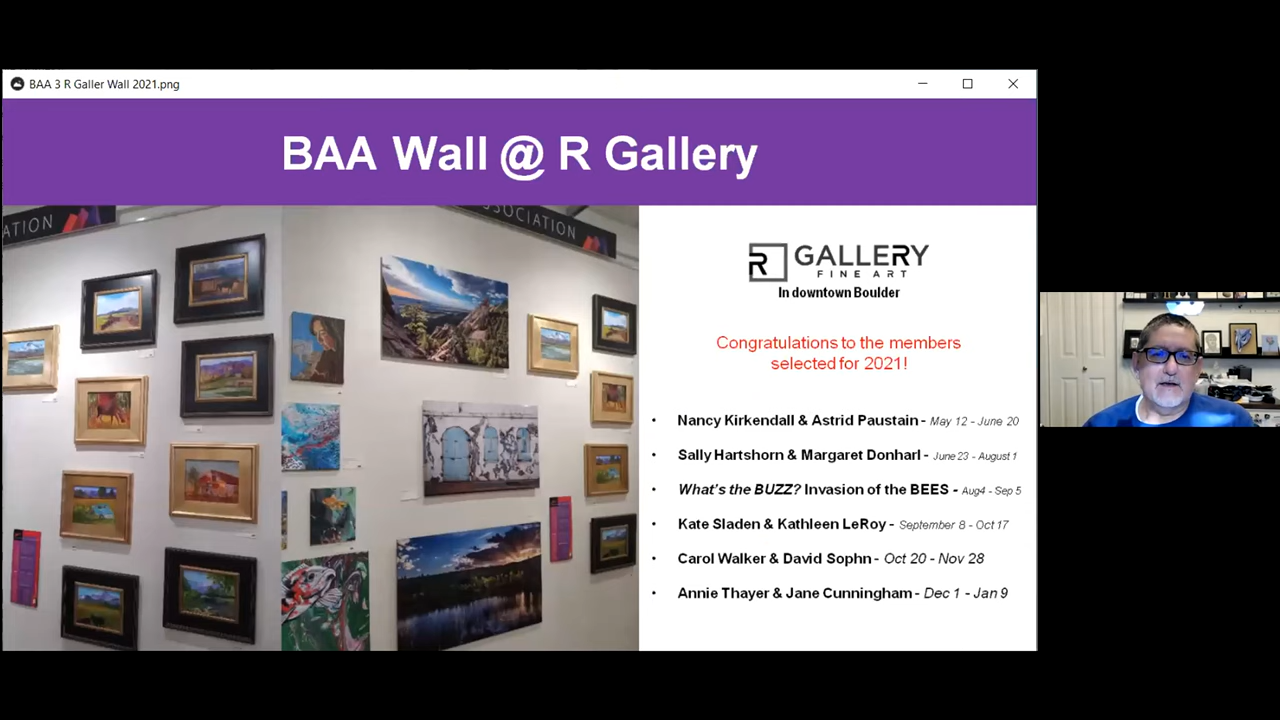 BAA 3 R Galler Wall 2021.png
BAA Wall @ R Gallery
ATION
SSOCIATION
R GALLERY
FINE ART
In downtown Boulder
Congratulations to the members
selected for 2021!
• Nancy Kirkendall & Astrid Paustain - May 12 - June 20
• Sally Hartshorn & Margaret Donharl - June 23 - August 1
• What's the BUZZ? Invasion of the BEES - Aug4 - Sep 5
• Kate Sladen & Kathleen LeRoy - September 8 - Oct 17
• Carol Walker & David Sophn - Oct 20 - Nov 28
• Annie Thayer & Jane Cunningham - Dec 1 - Jan 9